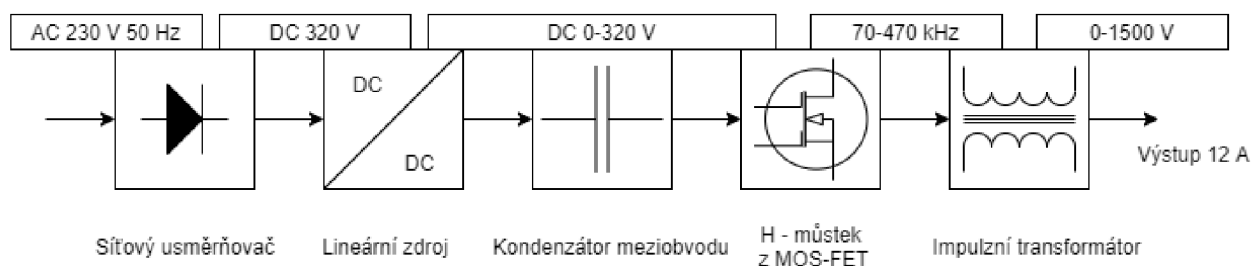 AC 230 V 50 Hz
DC 320 V
DC 0-320 V
70-470 kHz
0-1500 V
DC
DC
Výstup 12 A
Síťový usměrňovač
Lineární zdroj
Kondenzátor meziobvodu
H - můstek
z MOS-FET
Impulzní transformátor